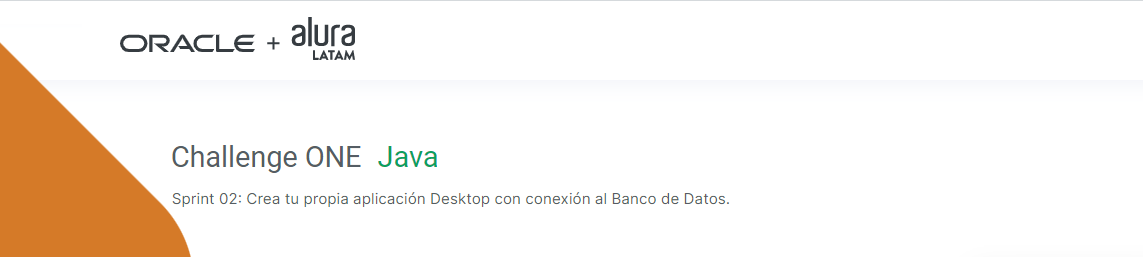 ORACLE + alura
LATAM
Challenge ONE Java
Sprint 02: Crea tu propia aplicación Desktop con conexión al Banco de Datos.